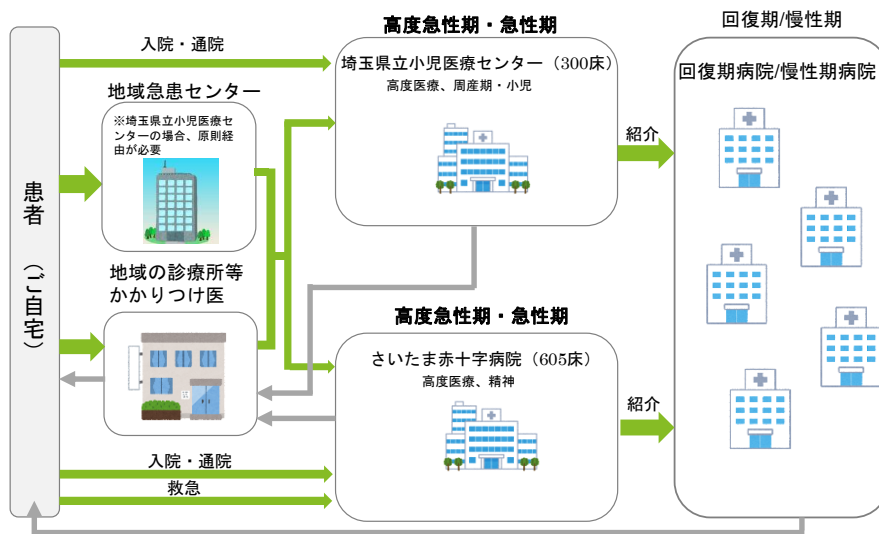 高度急性期・急性期
回復期/慢性期
入院・通院
埼玉県立小児医療センター（300床）
高度医療、周産期・小児
回復期病院/慢性期病院
地域急患センター
※埼玉県立小児医療セ
ンターの場合、原則経
由が必要
紹介
患者 （ご自宅）
地域の診療所等
かかりつけ医
高度急性期・急性期
さいたま赤十字病院（605床）
高度医療、精神
紹介
入院・通院
救急